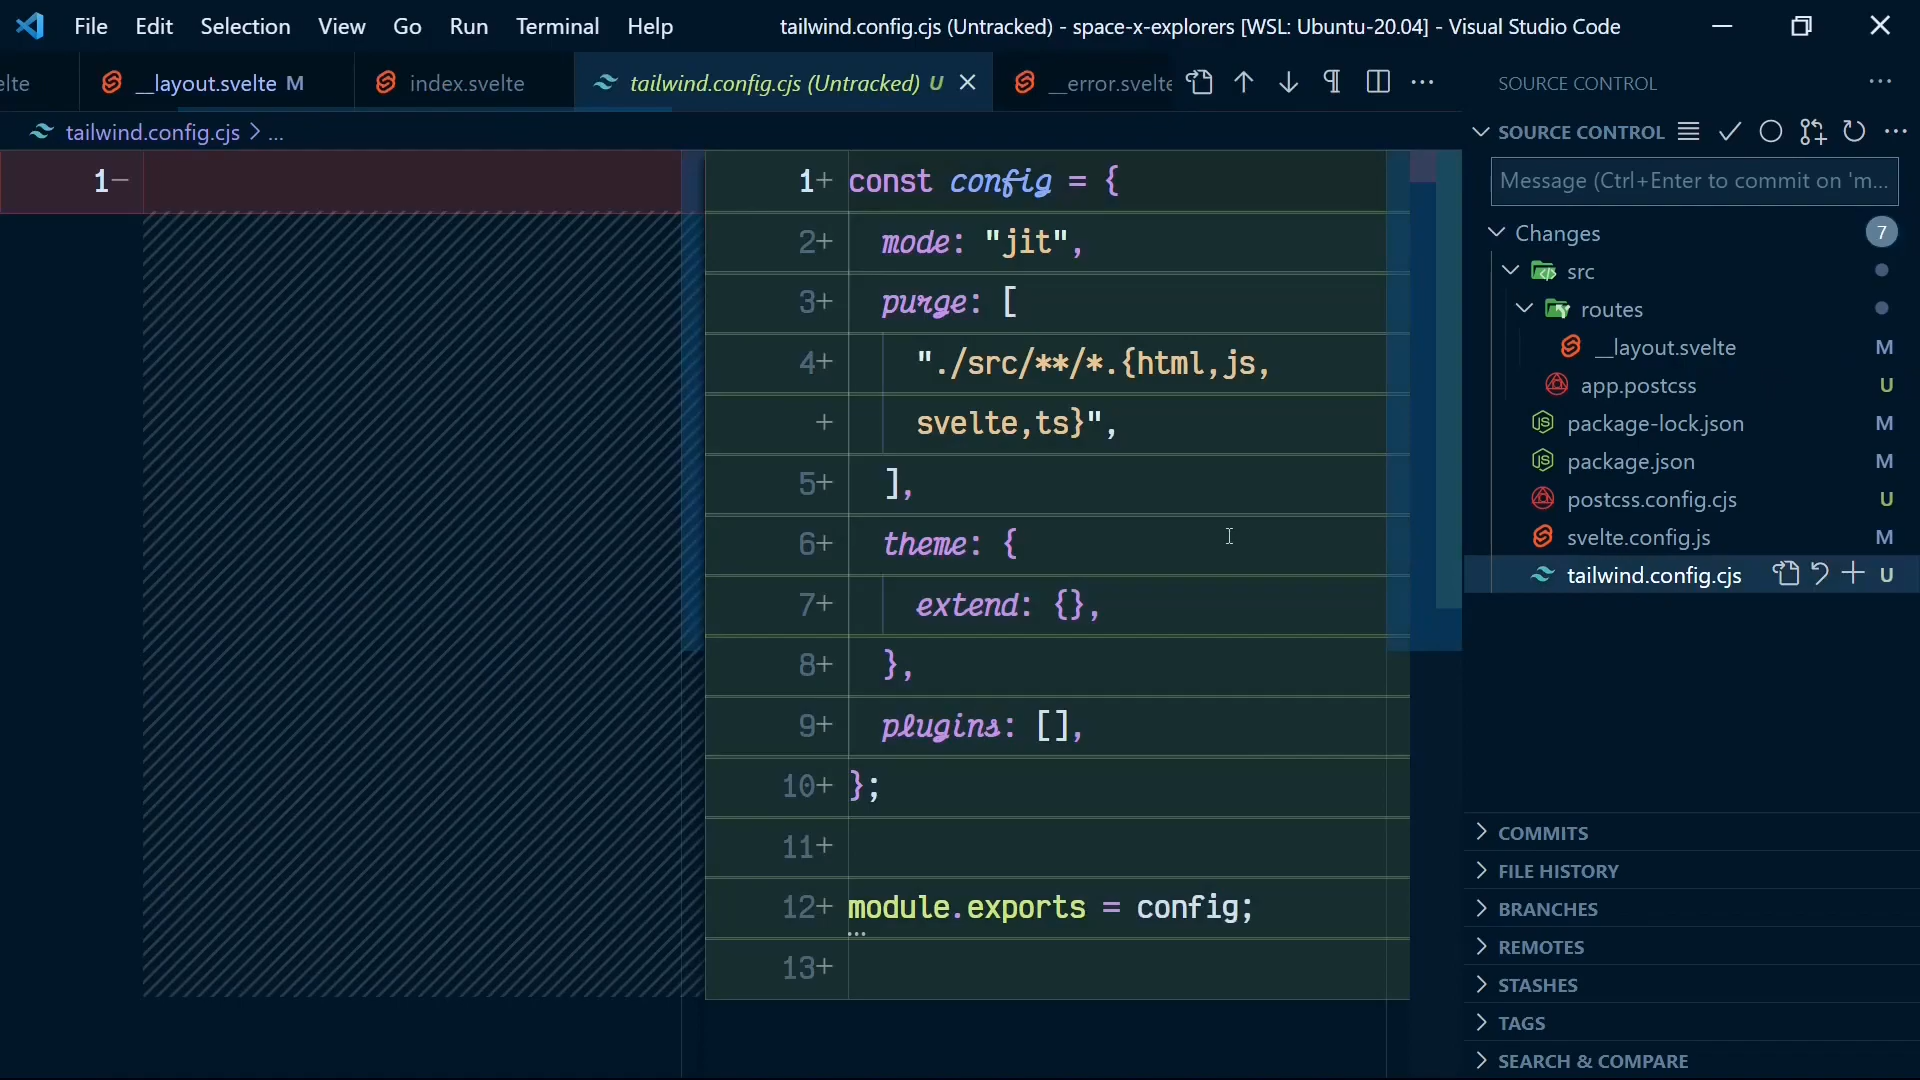 File Edit Selection View Go Run Terminal Help
tailwind.config.cjs (Untracked) - space-x-explorers [WSL: Ubuntu-20.04] - Visual Studio Code
elte
__layout.svelte M
index.svelte
tailwind.config.cjs (Untracked) U
__error.svelte
tailwind.config.cjs > ...
1−
1+ const config = {
2+ mode: "jit",
3+ purge: [
4+ "./src/**/*.{html,js,
+ svelte,ts}",
5+ ],
6+ theme: {
7+ extend: {},
8+ },
9+ plugins: [],
10+ };
11+
12+ module.exports = config;
13+
SOURCE CONTROL
SOURCE CONTROL
Message (Ctrl+Enter to commit on 'm...
Changes 7
src
routes
__layout.svelte M
app.postcss U
package-lock.json M
package.json M
postcss.config.cjs U
svelte.config.js M
tailwind.config.cjs U
COMMITS
FILE HISTORY
BRANCHES
REMOTES
STASHES
TAGS
SEARCH & COMPARE